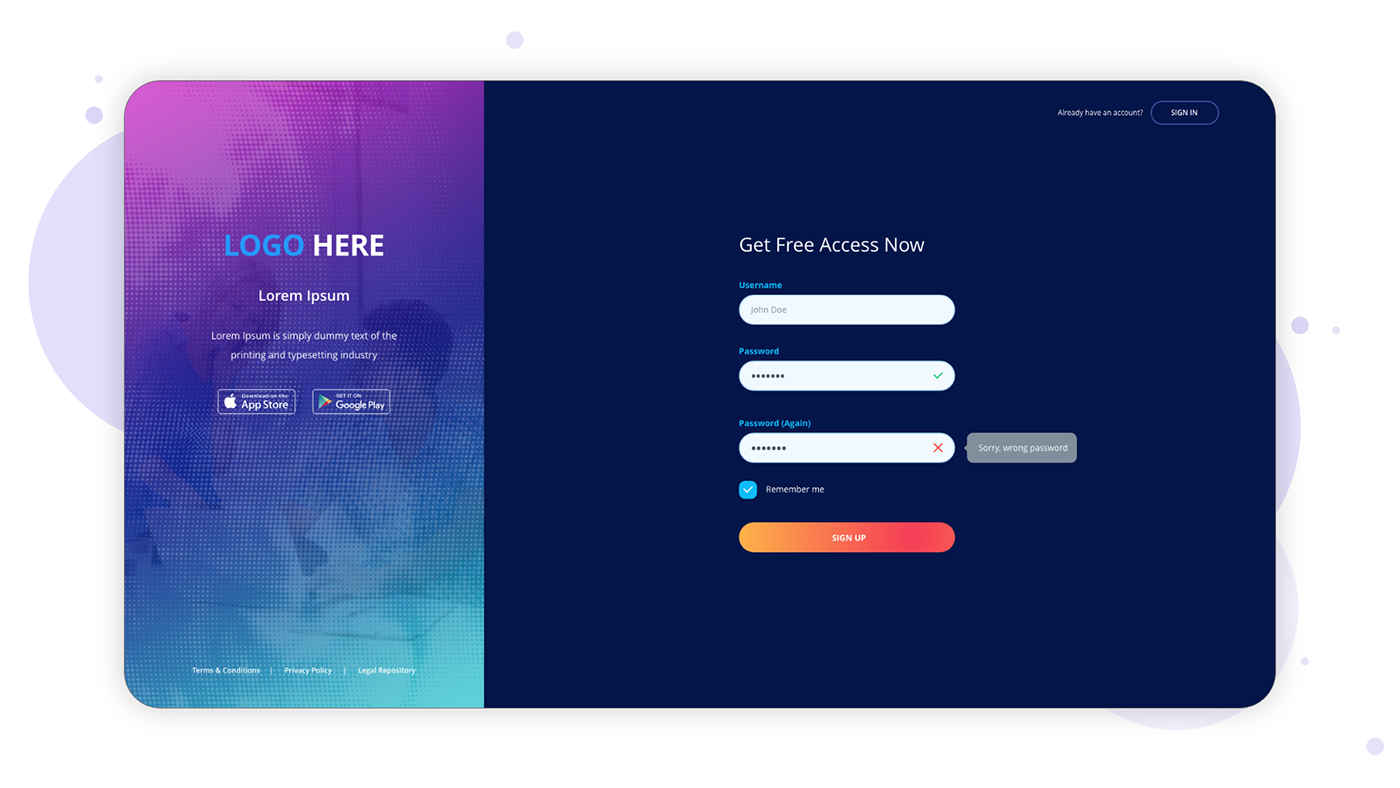 Already have an account?
SIGN IN
LOGO HERE
Lorem Ipsum
Lorem Ipsum is simply dummy text of the
printing and typesetting industry
Download on the
App Store
GET IT ON
Google Play
Terms & Conditions | Privacy Policy | Legal Repository
Get Free Access Now
Username
John Doe
Password
•••••••
Password (Again)
•••••••
Sorry, wrong password
Remember me
SIGN UP